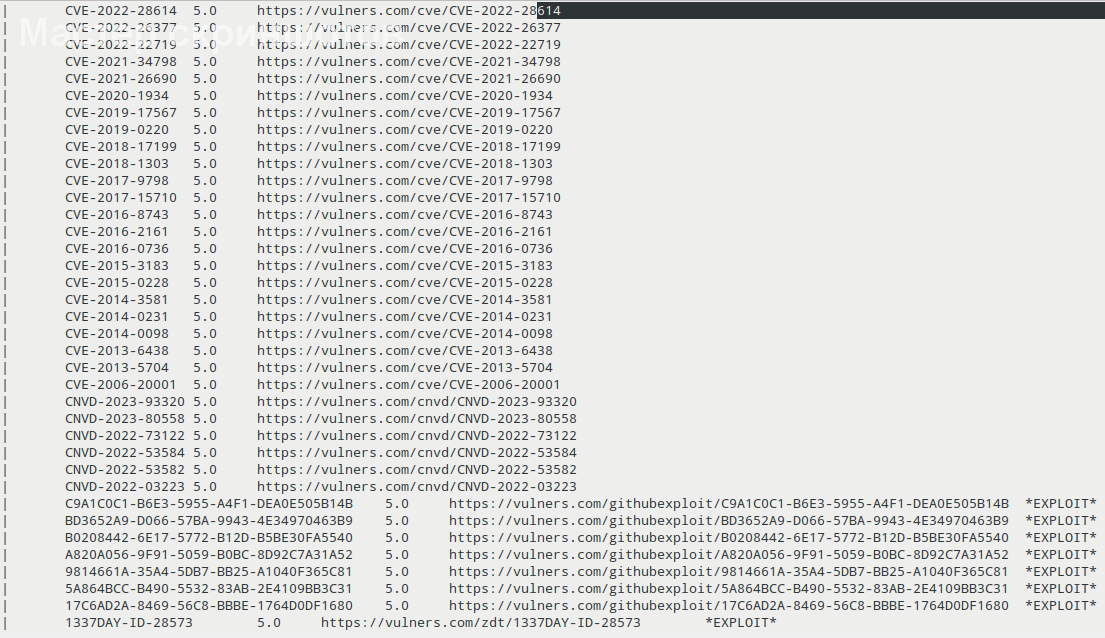 | CVE-2022-28614 5.0 https://vulners.com/cve/CVE-2022-28614
| CVE-2022-26377 5.0 https://vulners.com/cve/CVE-2022-26377
| CVE-2022-22719 5.0 https://vulners.com/cve/CVE-2022-22719
| CVE-2021-34798 5.0 https://vulners.com/cve/CVE-2021-34798
| CVE-2021-26690 5.0 https://vulners.com/cve/CVE-2021-26690
| CVE-2020-1934 5.0 https://vulners.com/cve/CVE-2020-1934
| CVE-2019-17567 5.0 https://vulners.com/cve/CVE-2019-17567
| CVE-2019-0220 5.0 https://vulners.com/cve/CVE-2019-0220
| CVE-2018-17199 5.0 https://vulners.com/cve/CVE-2018-17199
| CVE-2018-1303 5.0 https://vulners.com/cve/CVE-2018-1303
| CVE-2017-9798 5.0 https://vulners.com/cve/CVE-2017-9798
| CVE-2017-15710 5.0 https://vulners.com/cve/CVE-2017-15710
| CVE-2016-8743 5.0 https://vulners.com/cve/CVE-2016-8743
| CVE-2016-2161 5.0 https://vulners.com/cve/CVE-2016-2161
| CVE-2016-0736 5.0 https://vulners.com/cve/CVE-2016-0736
| CVE-2015-3183 5.0 https://vulners.com/cve/CVE-2015-3183
| CVE-2015-0228 5.0 https://vulners.com/cve/CVE-2015-0228
| CVE-2014-3581 5.0 https://vulners.com/cve/CVE-2014-3581
| CVE-2014-0231 5.0 https://vulners.com/cve/CVE-2014-0231
| CVE-2014-0098 5.0 https://vulners.com/cve/CVE-2014-0098
| CVE-2013-6438 5.0 https://vulners.com/cve/CVE-2013-6438
| CVE-2013-5704 5.0 https://vulners.com/cve/CVE-2013-5704
| CVE-2006-20001 5.0 https://vulners.com/cve/CVE-2006-20001
| CNVD-2023-93320 5.0 https://vulners.com/cnvd/CNVD-2023-93320
| CNVD-2023-80558 5.0 https://vulners.com/cnvd/CNVD-2023-80558
| CNVD-2022-73122 5.0 https://vulners.com/cnvd/CNVD-2022-73122
| CNVD-2022-53584 5.0 https://vulners.com/cnvd/CNVD-2022-53584
| CNVD-2022-53582 5.0 https://vulners.com/cnvd/CNVD-2022-53582
| CNVD-2022-03223 5.0 https://vulners.com/cnvd/CNVD-2022-03223
| C9A1C0C1-B6E3-5955-A4F1-DEA0E505B14B 5.0 https://vulners.com/githubexploit/C9A1C0C1-B6E3-5955-A4F1-DEA0E505B14B *EXPLOIT*
| BD3652A9-D066-57BA-9943-4E34970463B9 5.0 https://vulners.com/githubexploit/BD3652A9-D066-57BA-9943-4E34970463B9 *EXPLOIT*
| B0208442-6E17-5772-B12D-B5BE30FA5540 5.0 https://vulners.com/githubexploit/B0208442-6E17-5772-B12D-B5BE30FA5540 *EXPLOIT*
| A820A056-9F91-5059-B0BC-8D92C7A31A52 5.0 https://vulners.com/githubexploit/A820A056-9F91-5059-B0BC-8D92C7A31A52 *EXPLOIT*
| 9814661A-35A4-5DB7-BB25-A1040F365C81 5.0 https://vulners.com/githubexploit/9814661A-35A4-5DB7-BB25-A1040F365C81 *EXPLOIT*
| 5A864BCC-B490-5532-83AB-2E4109BB3C31 5.0 https://vulners.com/githubexploit/5A864BCC-B490-5532-83AB-2E4109BB3C31 *EXPLOIT*
| 17C6AD2A-8469-56C8-BBBE-1764D0DF1680 5.0 https://vulners.com/githubexploit/17C6AD2A-8469-56C8-BBBE-1764D0DF1680 *EXPLOIT*
| 1337DAY-ID-28573 5.0 https://vulners.com/zdt/1337DAY-ID-28573 *EXPLOIT*